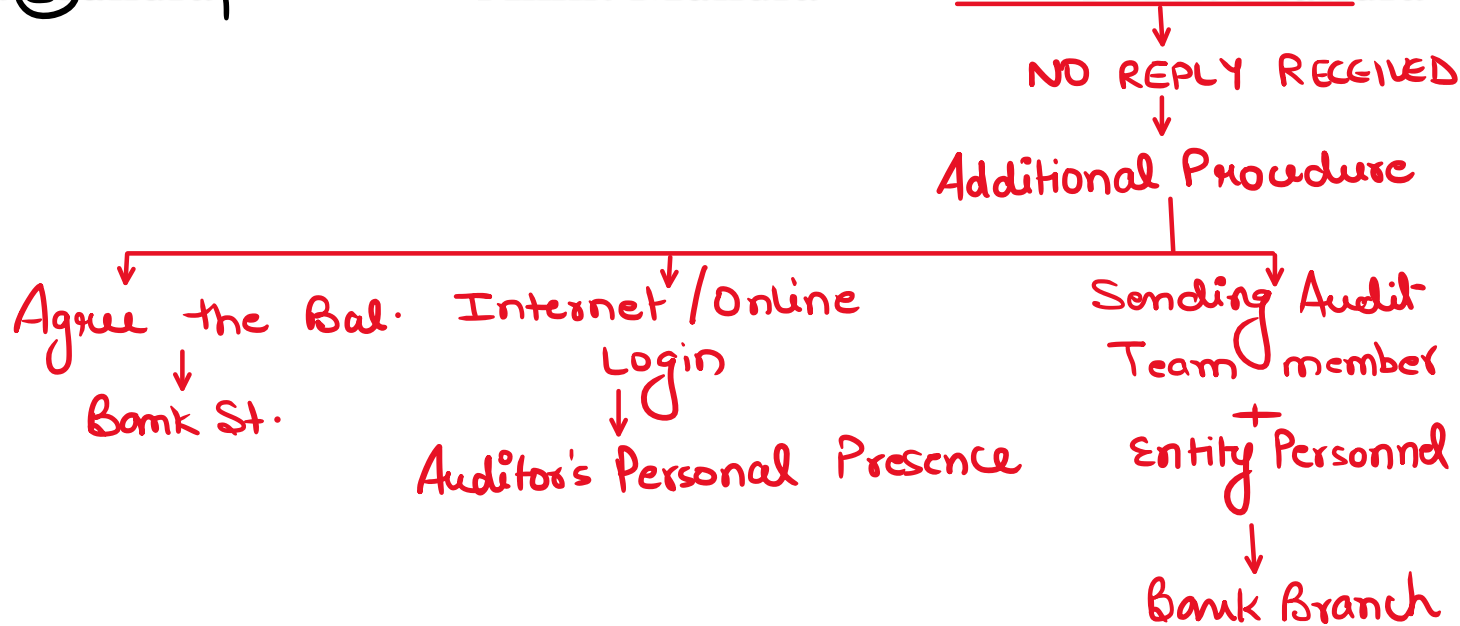 NO REPLY RECEIVED
Additional Procedure
Agree the Bal.
Bank St.
Internet/Online
Login
Auditor's Personal Presence
Sending Audit
Team member
+
Entity Personnel
Bank Branch